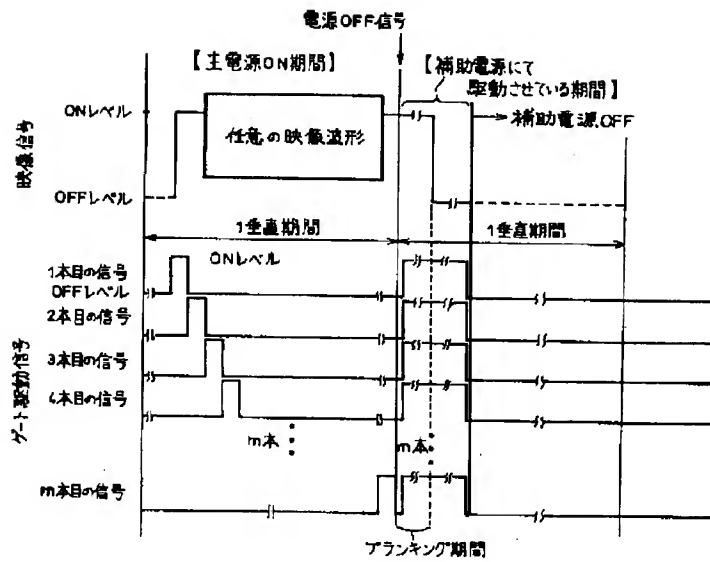 電源OFF信号
【主電源ON期間】
【補助電源にて
駆動させている期間】
補助電源OFF
映像信号
ONレベル
任意の映像波形
OFFレベル
1垂直期間
1垂直期間
ゲート駆動信号
ONレベル
1本目の信号
OFFレベル
2本目の信号
3本目の信号
4本目の信号
m本
m本
m本目の信号
ブランキング期間